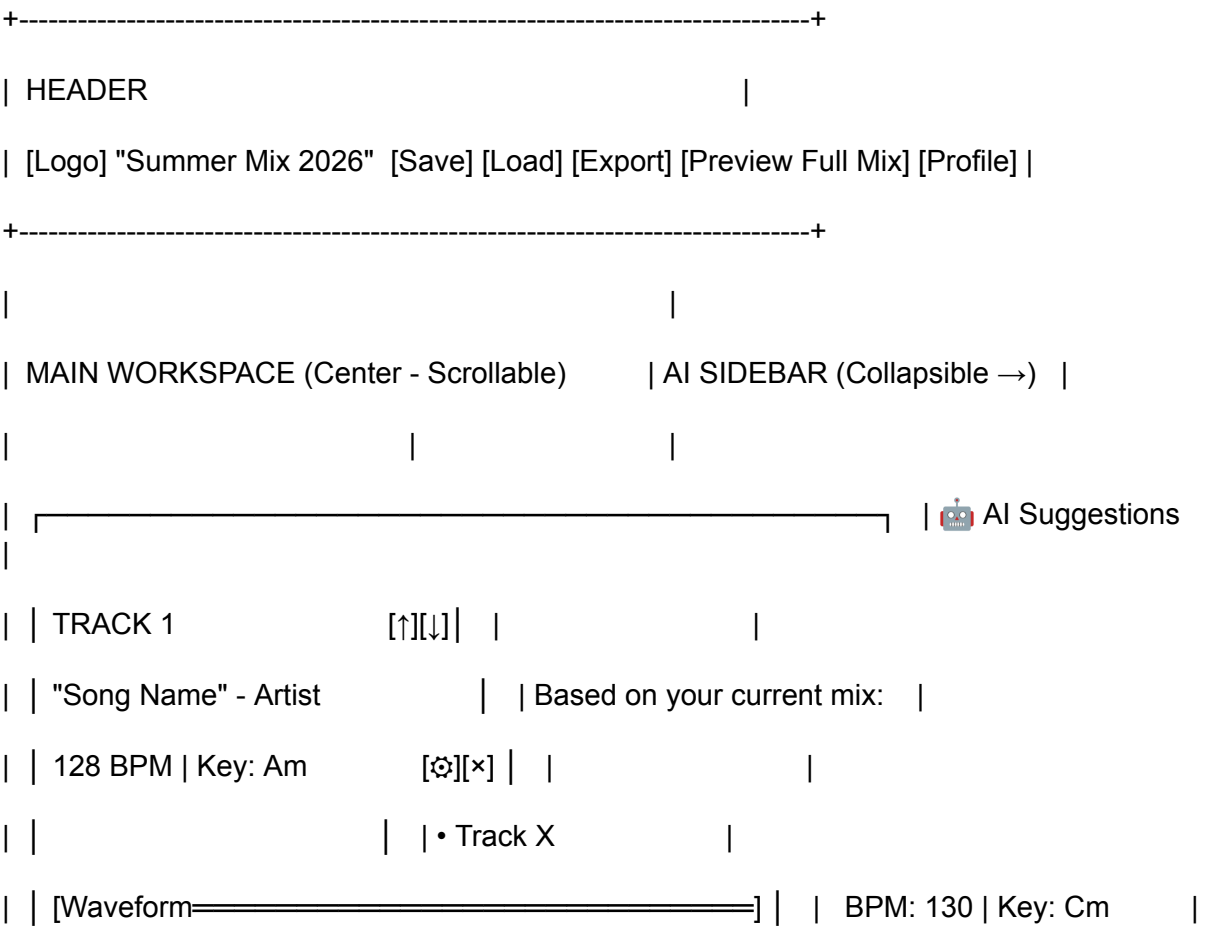 +---------------------------------------------------------------------------------+
| HEADER |
| [Logo] "Summer Mix 2026" [Save] [Load] [Export] [Preview Full Mix] [Profile] |
+---------------------------------------------------------------------------------+
| |
| MAIN WORKSPACE (Center - Scrollable) | AI SIDEBAR (Collapsible →) |
| | |
| ┌─────────────────────────────────────────┐ | 🤖 AI Suggestions
|
| │ TRACK 1 [↑][↓]│ | |
| │ "Song Name" - Artist │ | Based on your current mix: |
| │ 128 BPM | Key: Am [⚙][×] │ | |
| │ │ | • Track X |
| │ [Waveform═══════════════════════════] │ | BPM: 130 | Key: Cm |